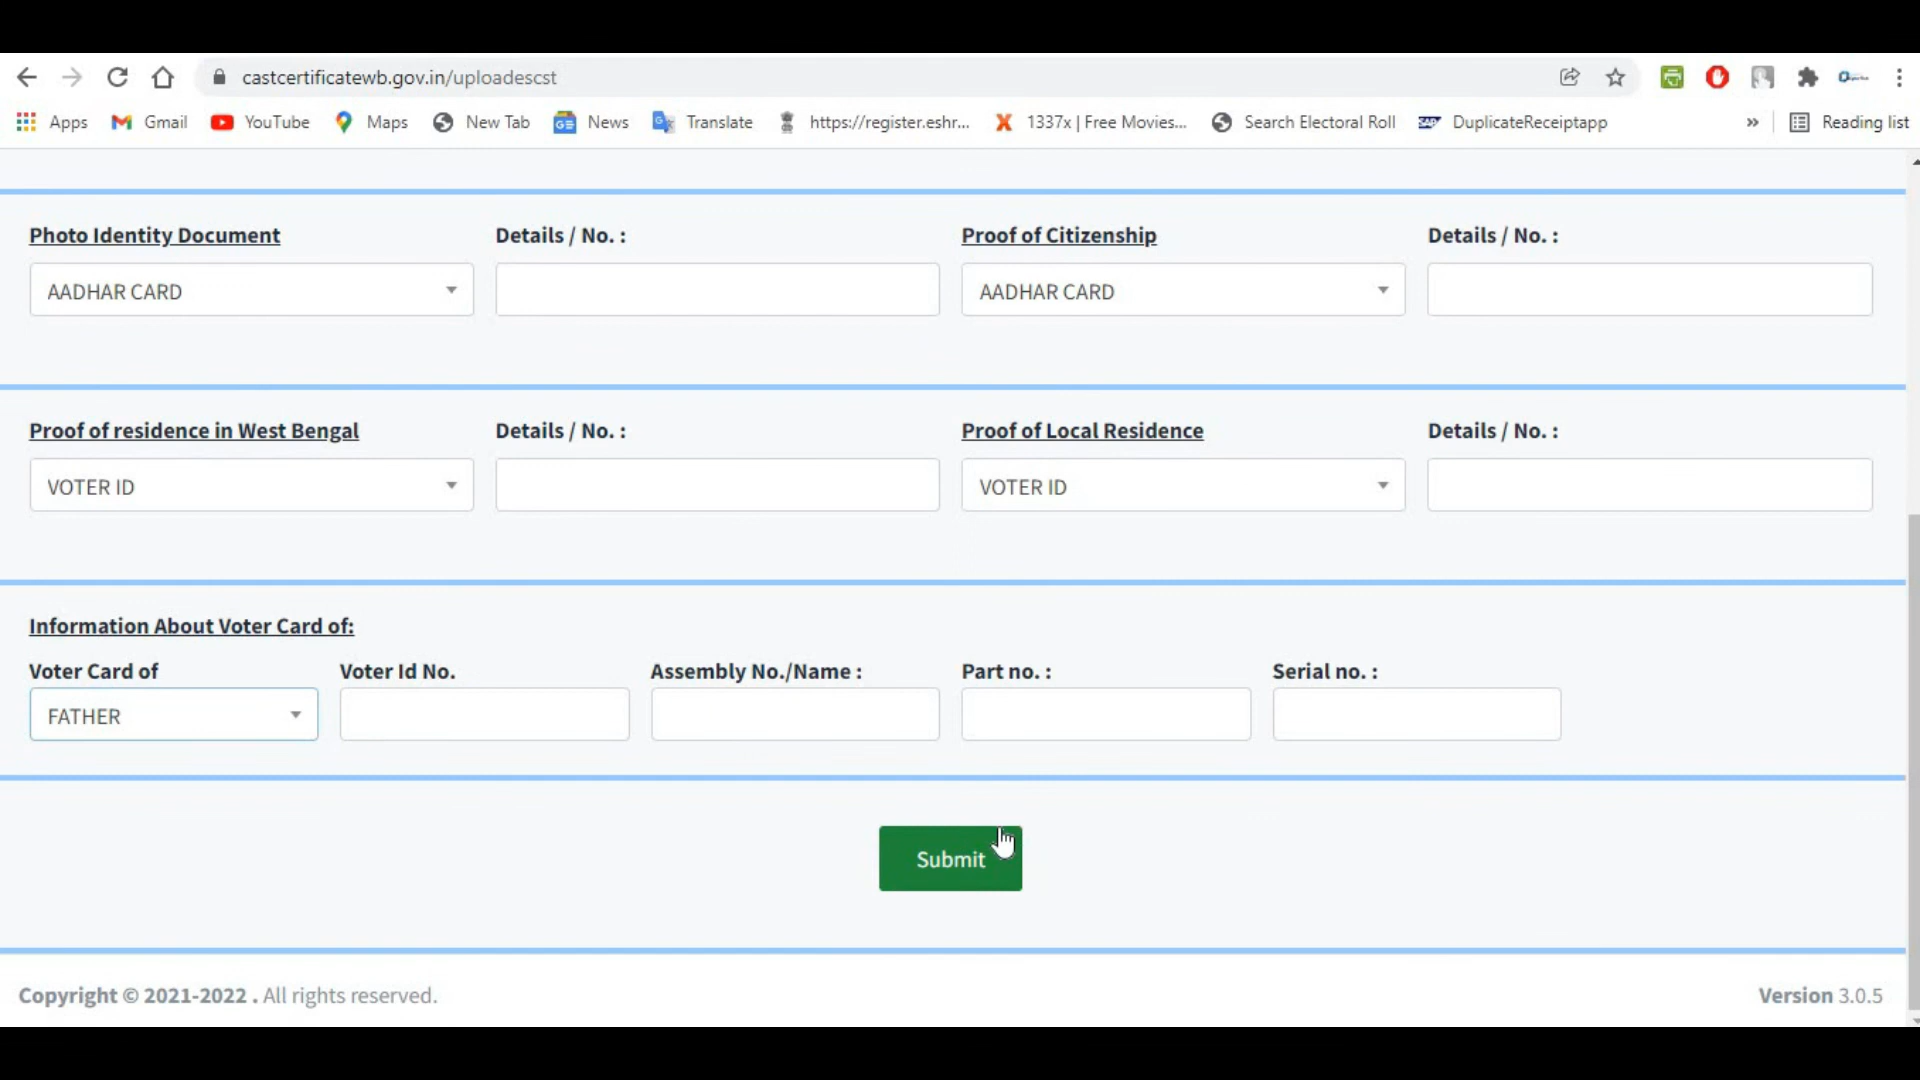 castcertificatewb.gov.in/uploadescst
Apps Gmail YouTube Maps New Tab News Translate https://register.eshr... 1337x | Free Movies... Search Electoral Roll DuplicateReceiptapp » Reading list
Photo Identity Document Details / No. : Proof of Citizenship Details / No. :
AADHAR CARD AADHAR CARD
Proof of residence in West Bengal Details / No. : Proof of Local Residence Details / No. :
VOTER ID VOTER ID
Information About Voter Card of:
Voter Card of Voter Id No. Assembly No./Name : Part no. : Serial no. :
FATHER
Submit
Copyright © 2021-2022 . All rights reserved. Version 3.0.5